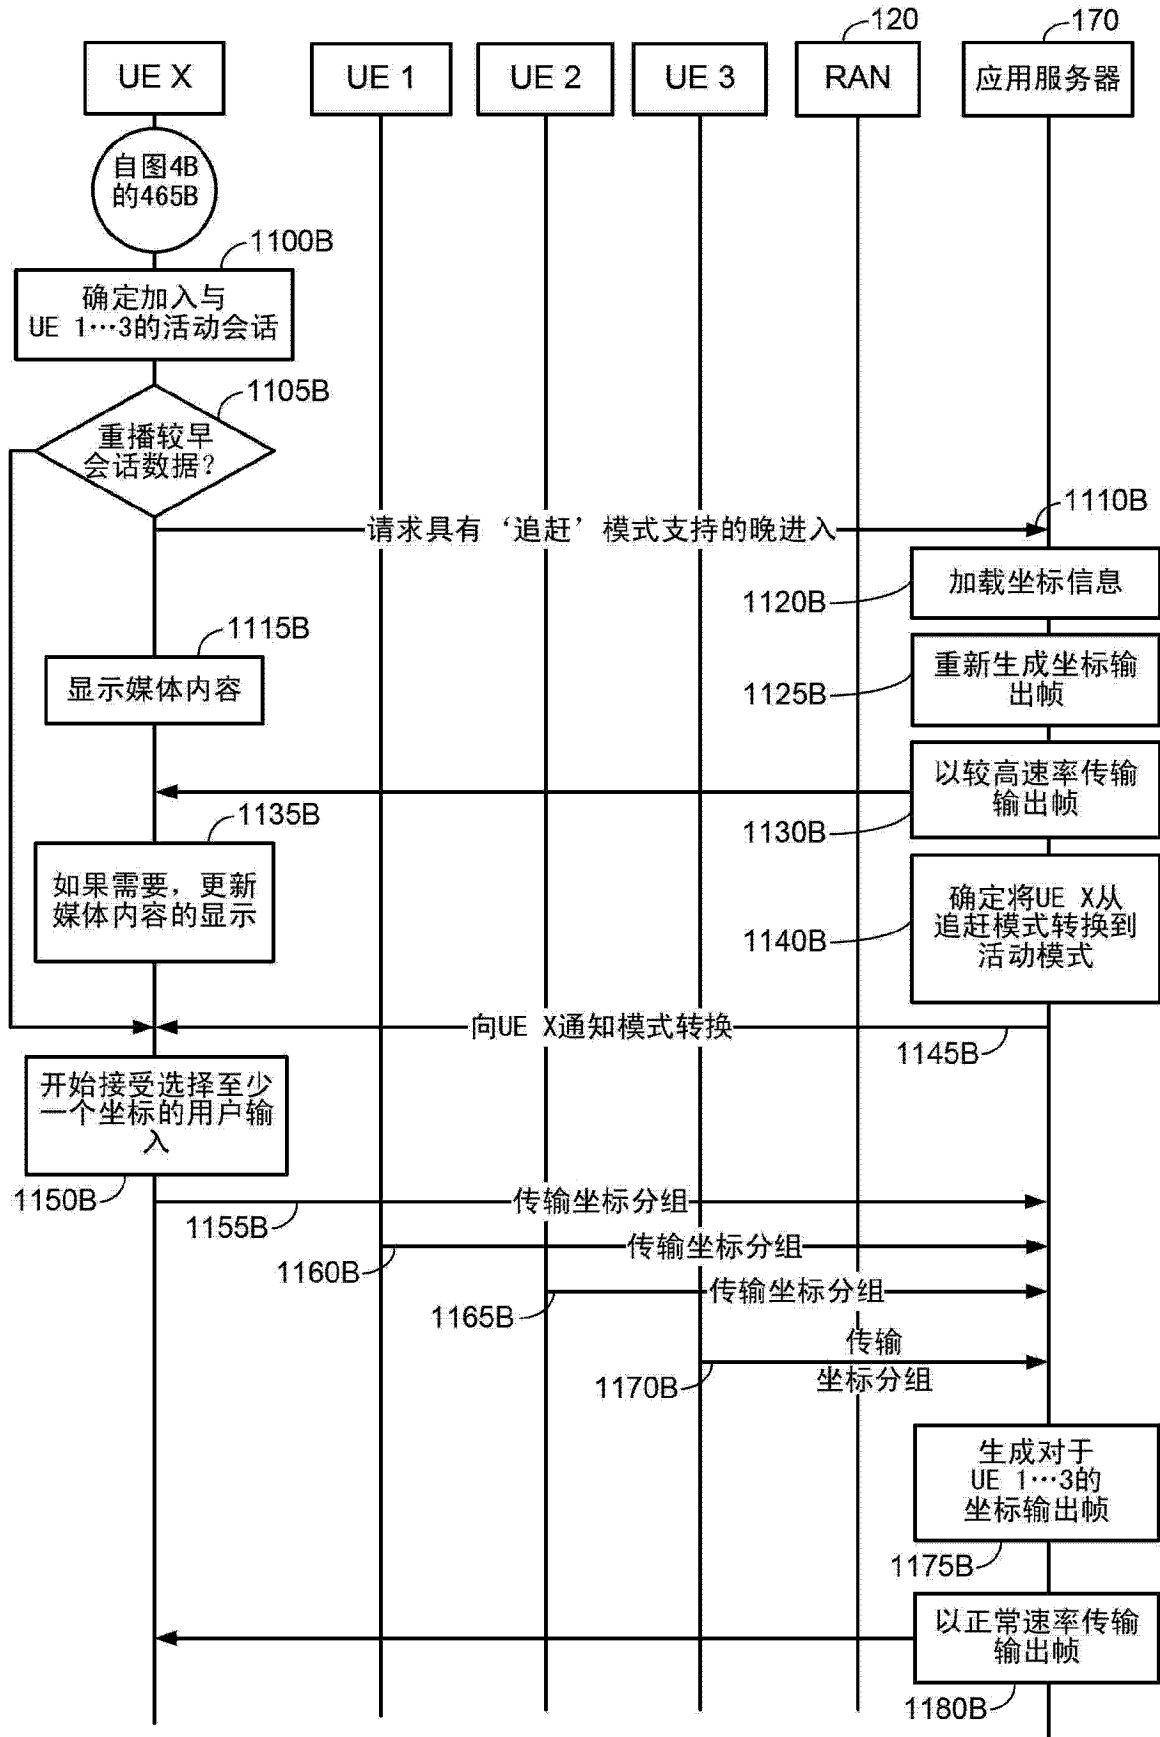 120
170
UE X
UE 1
UE 2
UE 3
RAN
应用服务器
自图4B
的465B
1100B
确定加入与
UE 1…3的活动会话
1105B
重播较早
会话数据?
1110B
请求具有‘追赶’模式支持的晚进入
加载坐标信息
1120B
1115B
显示媒体内容
重新生成坐标输
出帧
1125B
以较高速率传输
输出帧
1130B
1135B
如果需要，更新
媒体内容的显示
确定将UE X从
追赶模式转换到
活动模式
1140B
向UE X通知模式转换
1145B
开始接受选择至少
一个坐标的用户输
入
1150B
传输坐标分组
1155B
传输坐标分组
1160B
传输坐标分组
1165B
传输
坐标分组
1170B
生成对于
UE 1…3的
坐标输出帧
1175B
以正常速率传输
输出帧
1180B